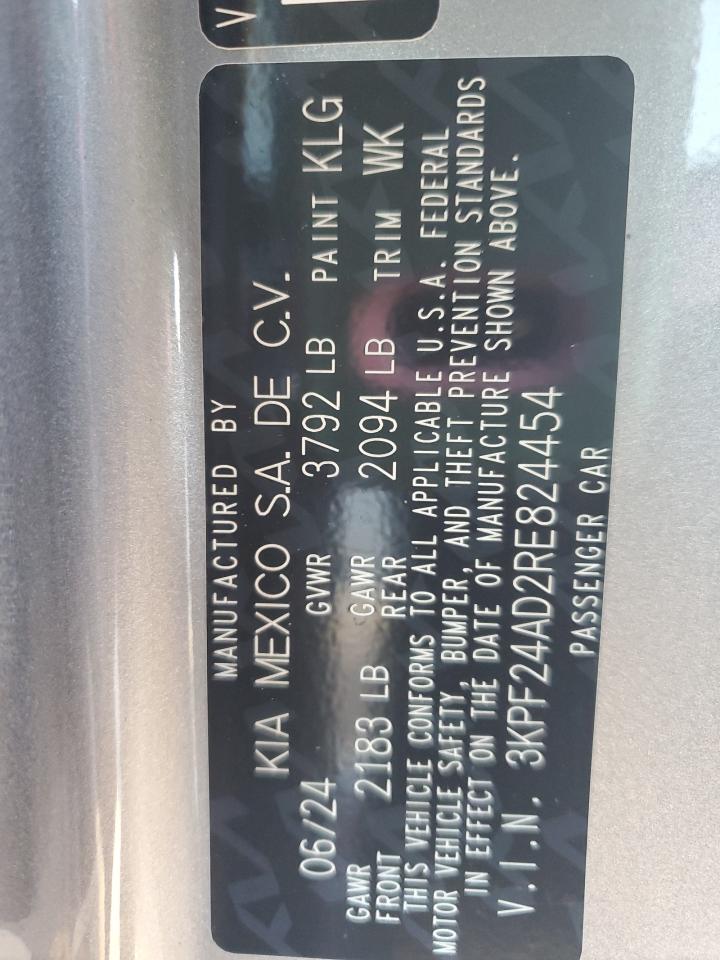 V
MANUFACTURED BY
KIA MEXICO S.A. DE C.V.
06/24 GVWR 3792 LB PAINT KLG
GAWR FRONT 2183 LB GAWR REAR 2094 LB TRIM WK
THIS VEHICLE CONFORMS TO ALL APPLICABLE U.S.A. FEDERAL
MOTOR VEHICLE SAFETY, BUMPER, AND THEFT PREVENTION STANDARDS
IN EFFECT ON THE DATE OF MANUFACTURE SHOWN ABOVE.
V.I.N. 3KPF24AD2RE824454
PASSENGER CAR